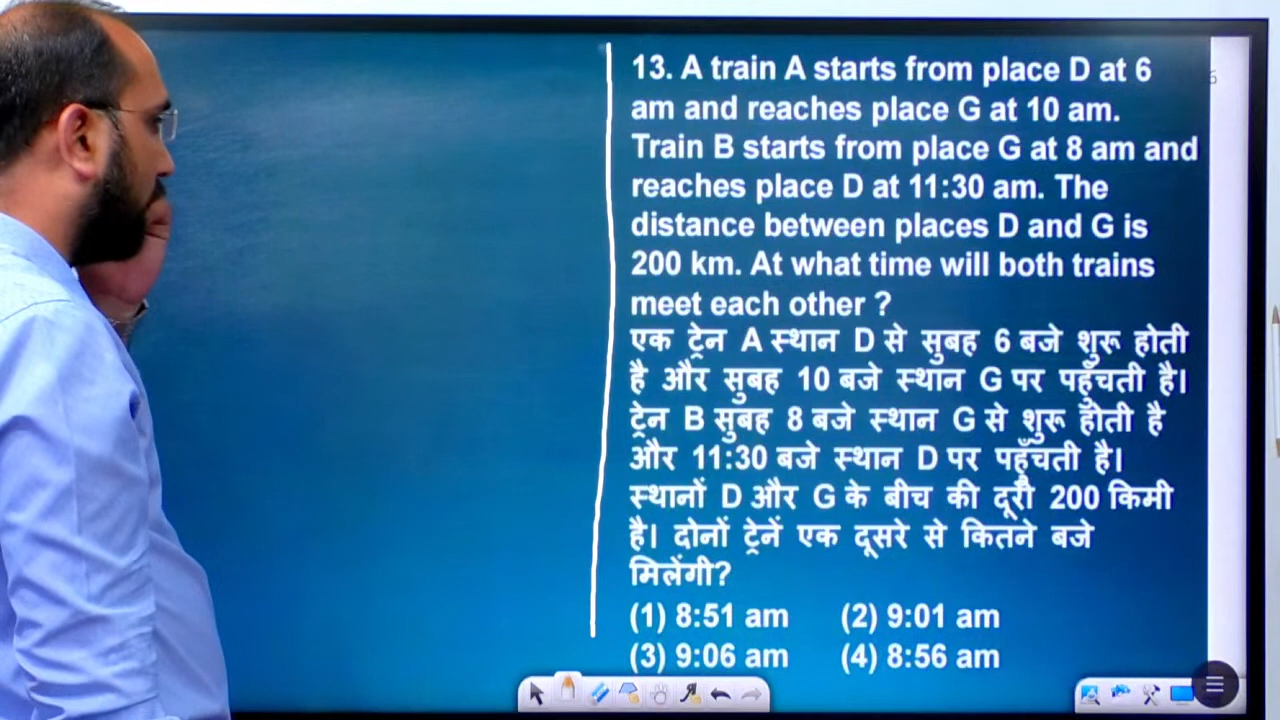 13. A train A starts from place D at 6
am and reaches place G at 10 am.
Train B starts from place G at 8 am and
reaches place D at 11:30 am. The
distance between places D and G is
200 km. At what time will both trains
meet each other ?
एक ट्रेन A स्थान D से सुबह 6 बजे शुरू होती
है और सुबह 10 बजे स्थान G पर पहुँचती है।
ट्रेन B सुबह 8 बजे स्थान G से शुरू होती है
और 11:30 बजे स्थान D पर पहुँचती है।
स्थानों D और G के बीच की दूरी 200 किमी
है। दोनों ट्रेनें एक दूसरे से कितने बजे
मिलेंगी?
(1) 8:51 am (2) 9:01 am
(3) 9:06 am (4) 8:56 am